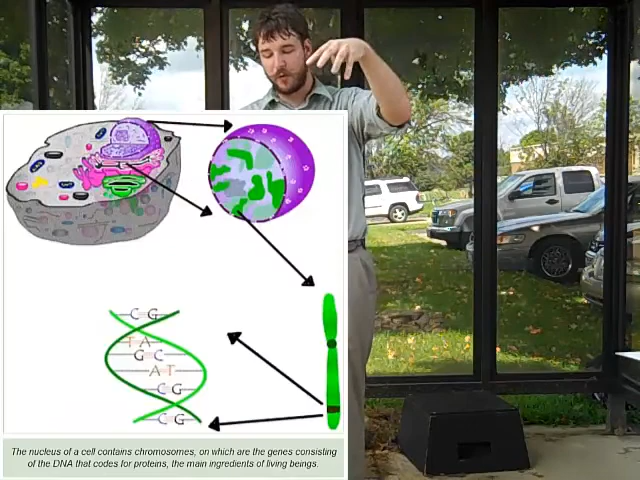 C G
T A
G C
A T
C G
C G
The nucleus of a cell contains chromosomes, on which are the genes consisting
of the DNA that codes for proteins, the main ingredients of living beings.